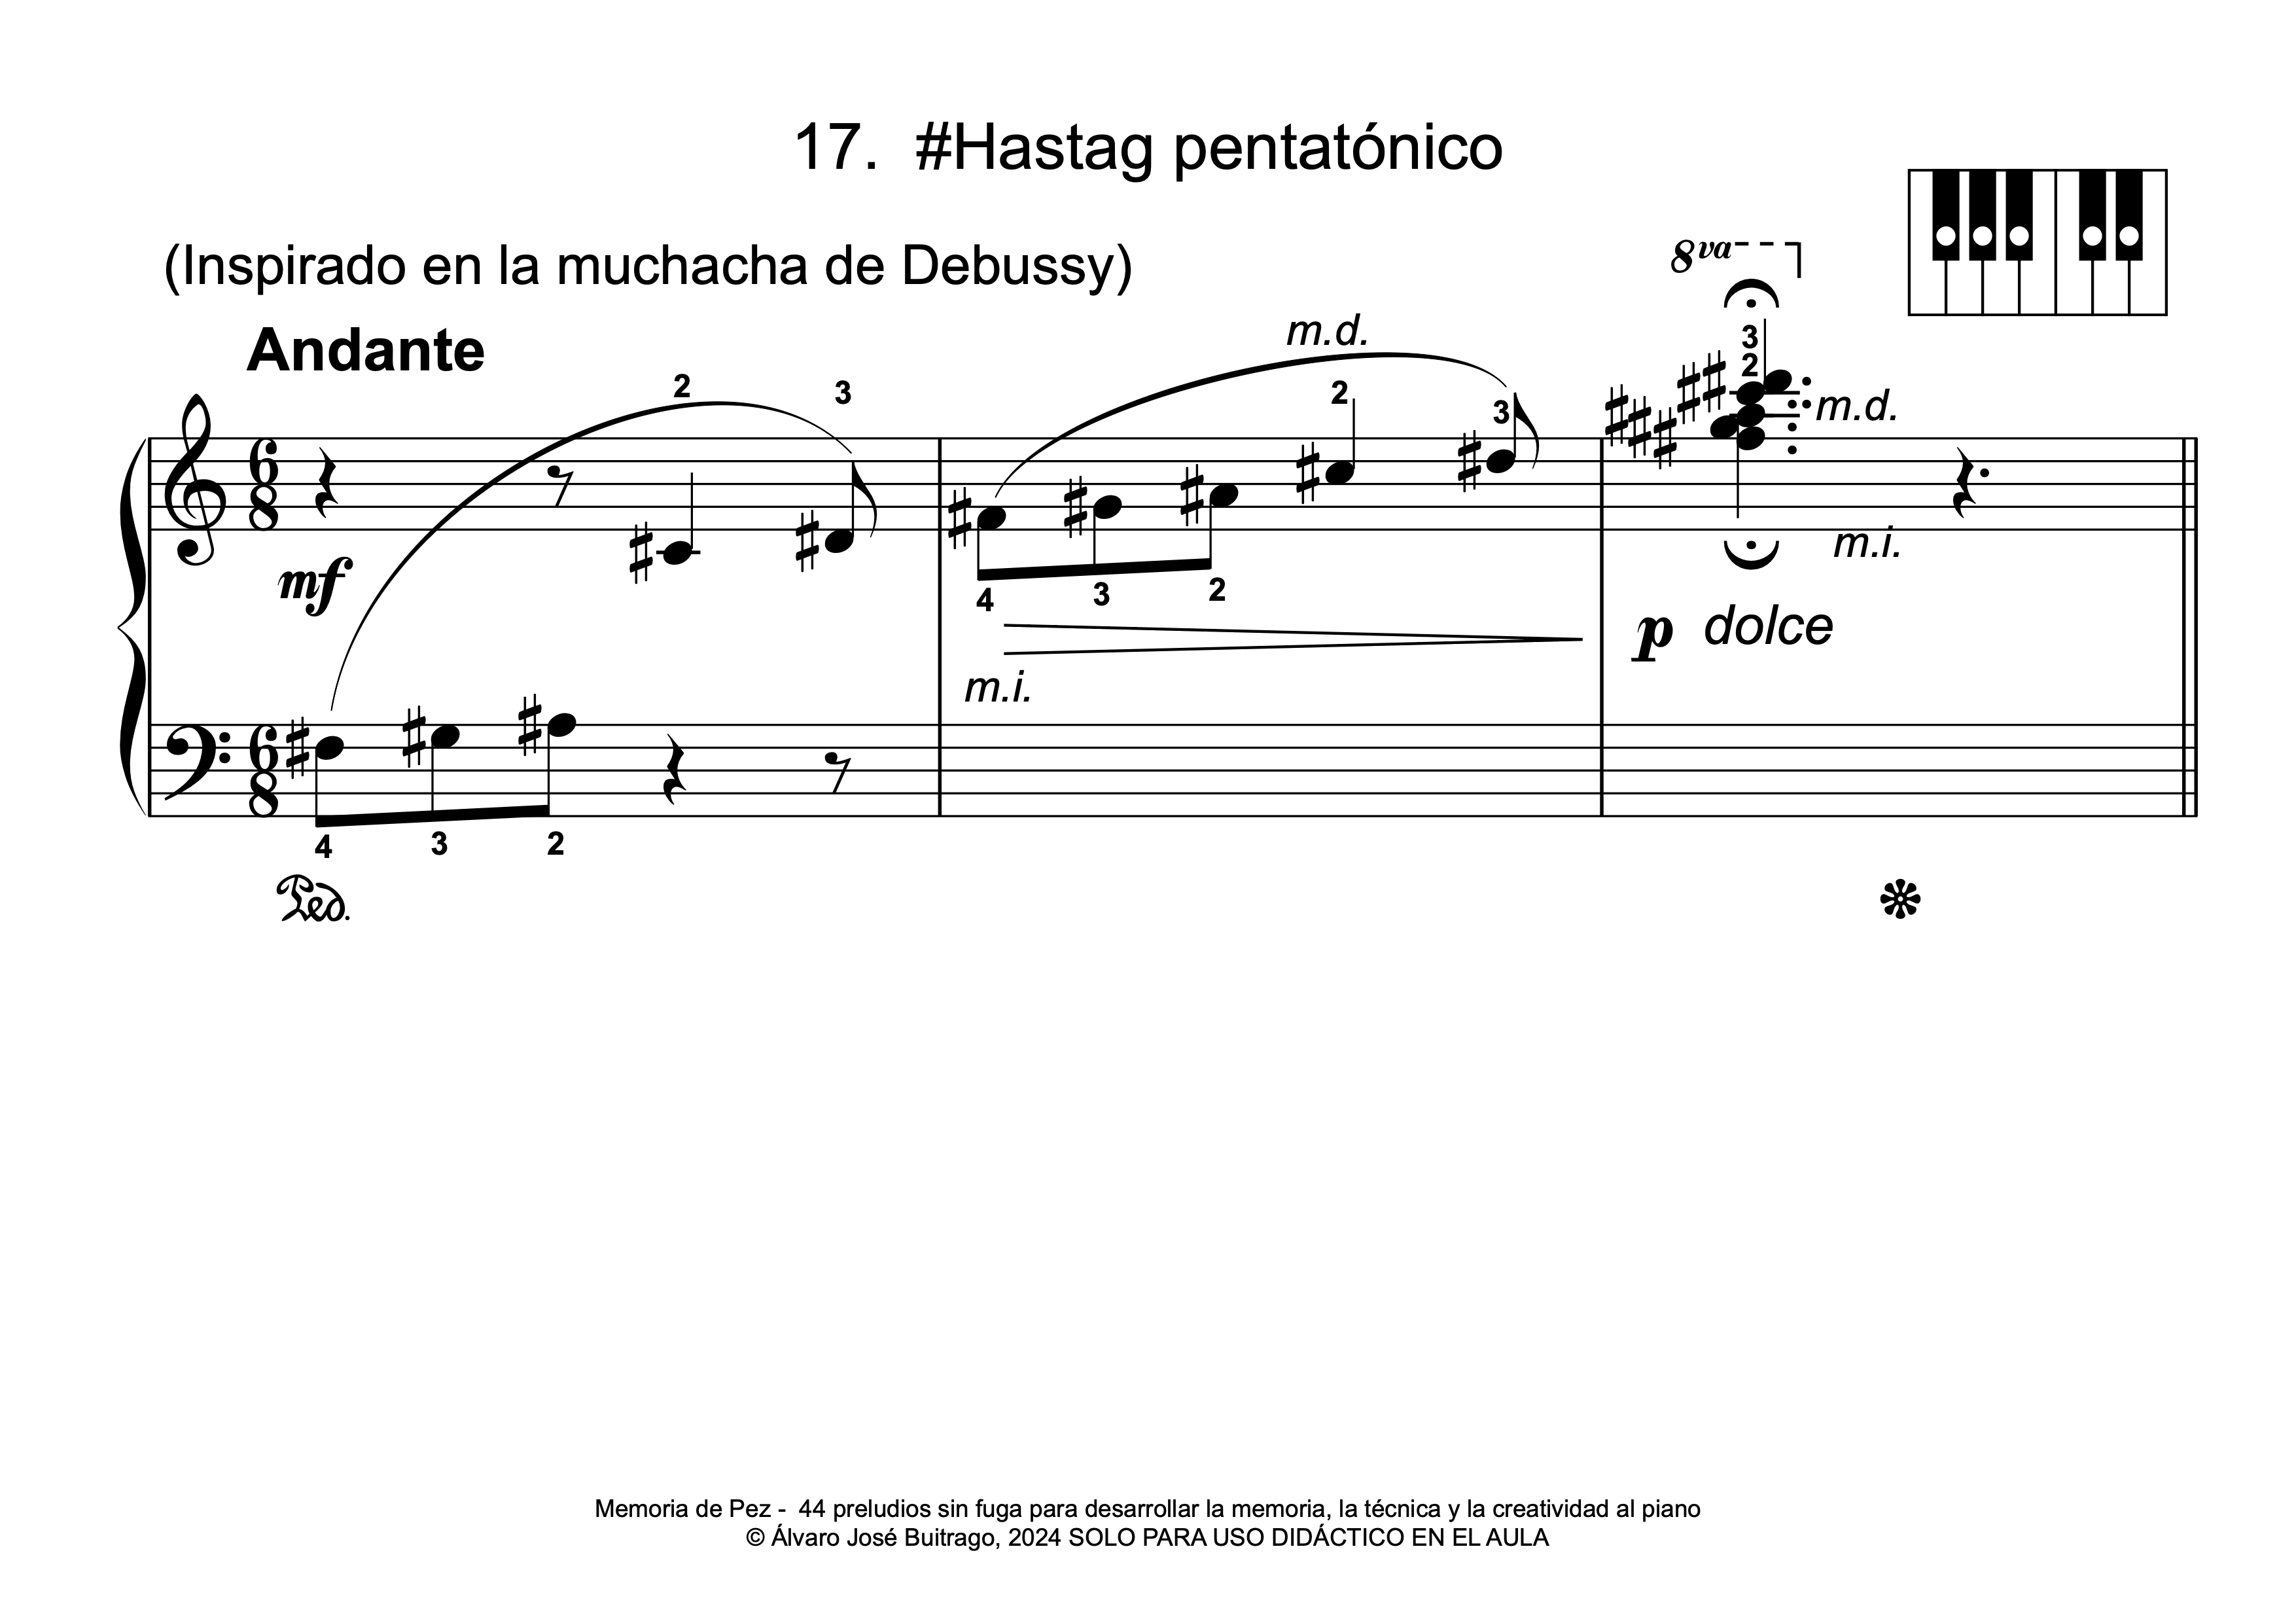 17.  #Hastag pentatónico
(Inspirado en la muchacha de Debussy)
8va
Andante
m.d.
2 3 2 3 3 2
m.d.
mf
m.i.
4 3 2
p dolce
m.i.
6 8
6 8
4 3 2
Ped.
Memoria de Pez -  44 preludios sin fuga para desarrollar la memoria, la técnica y la creatividad al piano
© Álvaro José Buitrago, 2024 SOLO PARA USO DIDÁCTICO EN EL AULA